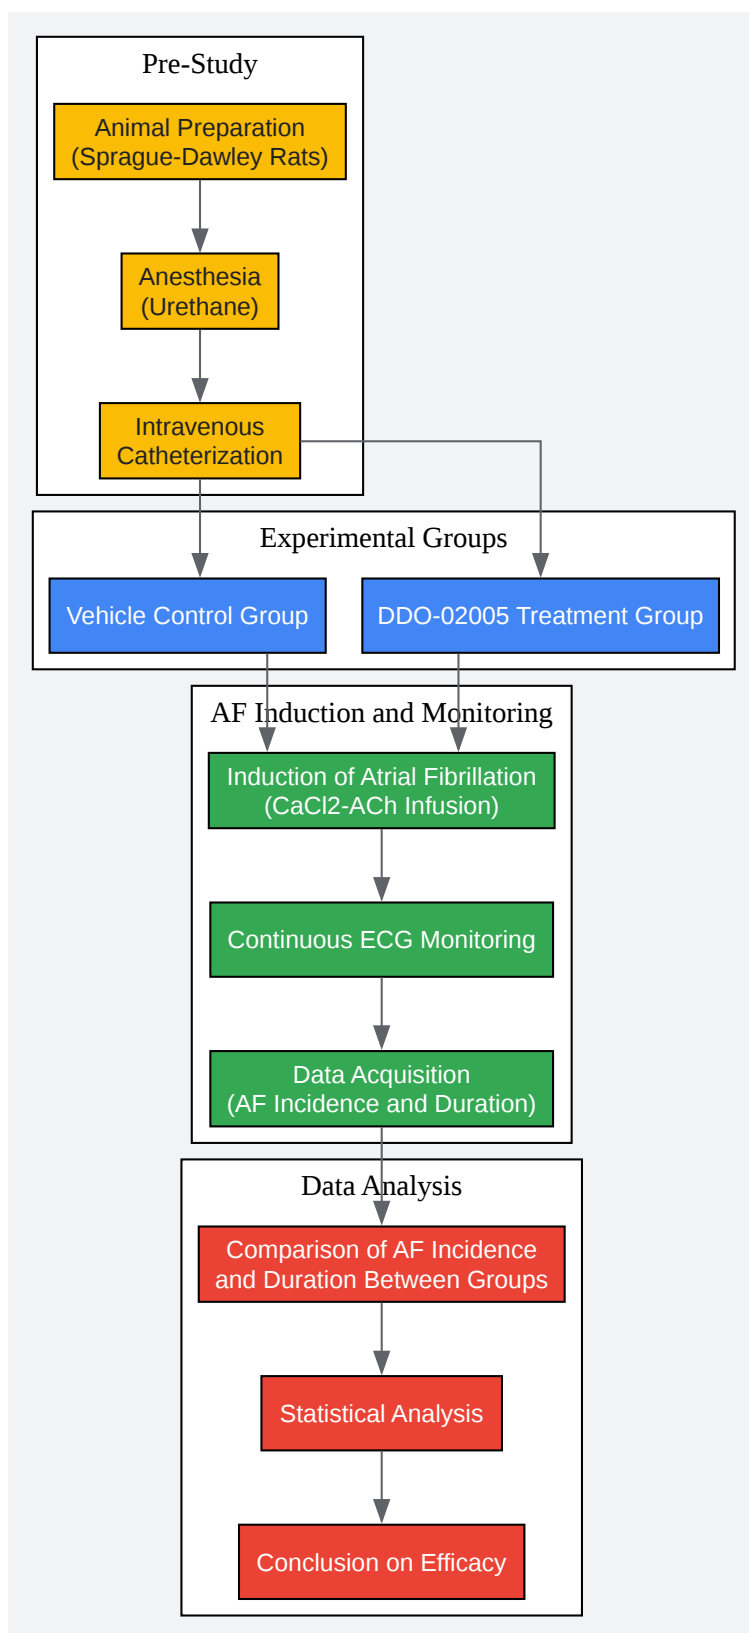 Pre-Study
Animal Preparation
(Sprague-Dawley Rats)
Anesthesia
(Urethane)
Intravenous
Catheterization
Experimental Groups
Vehicle Control Group
DDO-02005 Treatment Group
AF Induction and Monitoring
Induction of Atrial Fibrillation
(CaCl2-ACh Infusion)
Continuous ECG Monitoring
Data Acquisition
(AF Incidence and Duration)
Data Analysis
Comparison of AF Incidence
and Duration Between Groups
Statistical Analysis
Conclusion on Efficacy